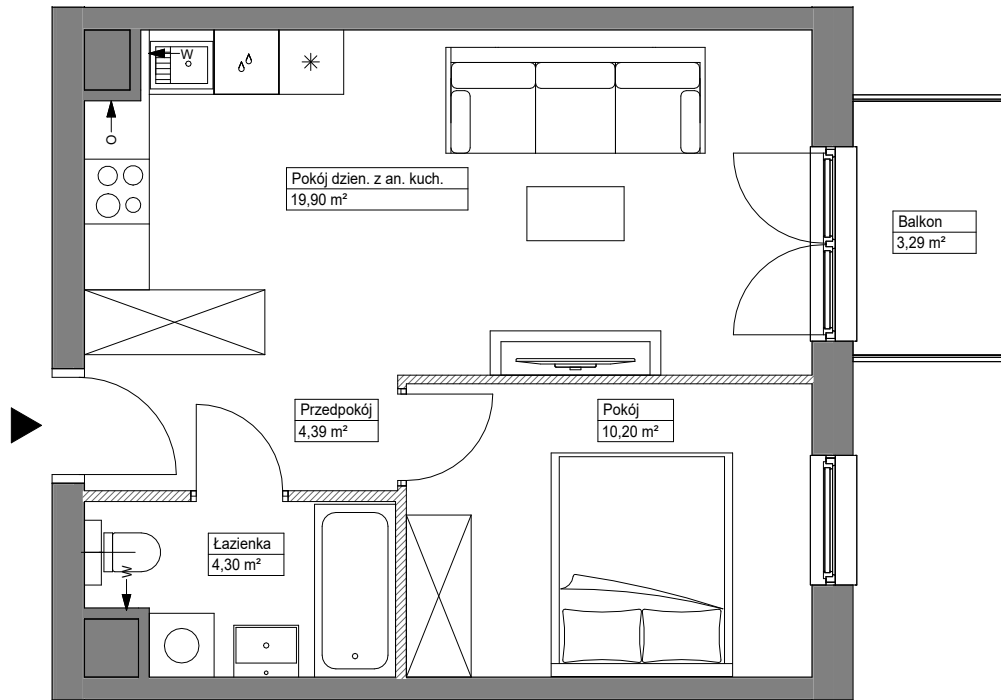 W
O
Pokój dzien. z an. kuch.
19,90 m²
Balkon
3,29 m²
Przedpokój
4,39 m²
Pokój
10,20 m²
Łazienka
4,30 m²
W